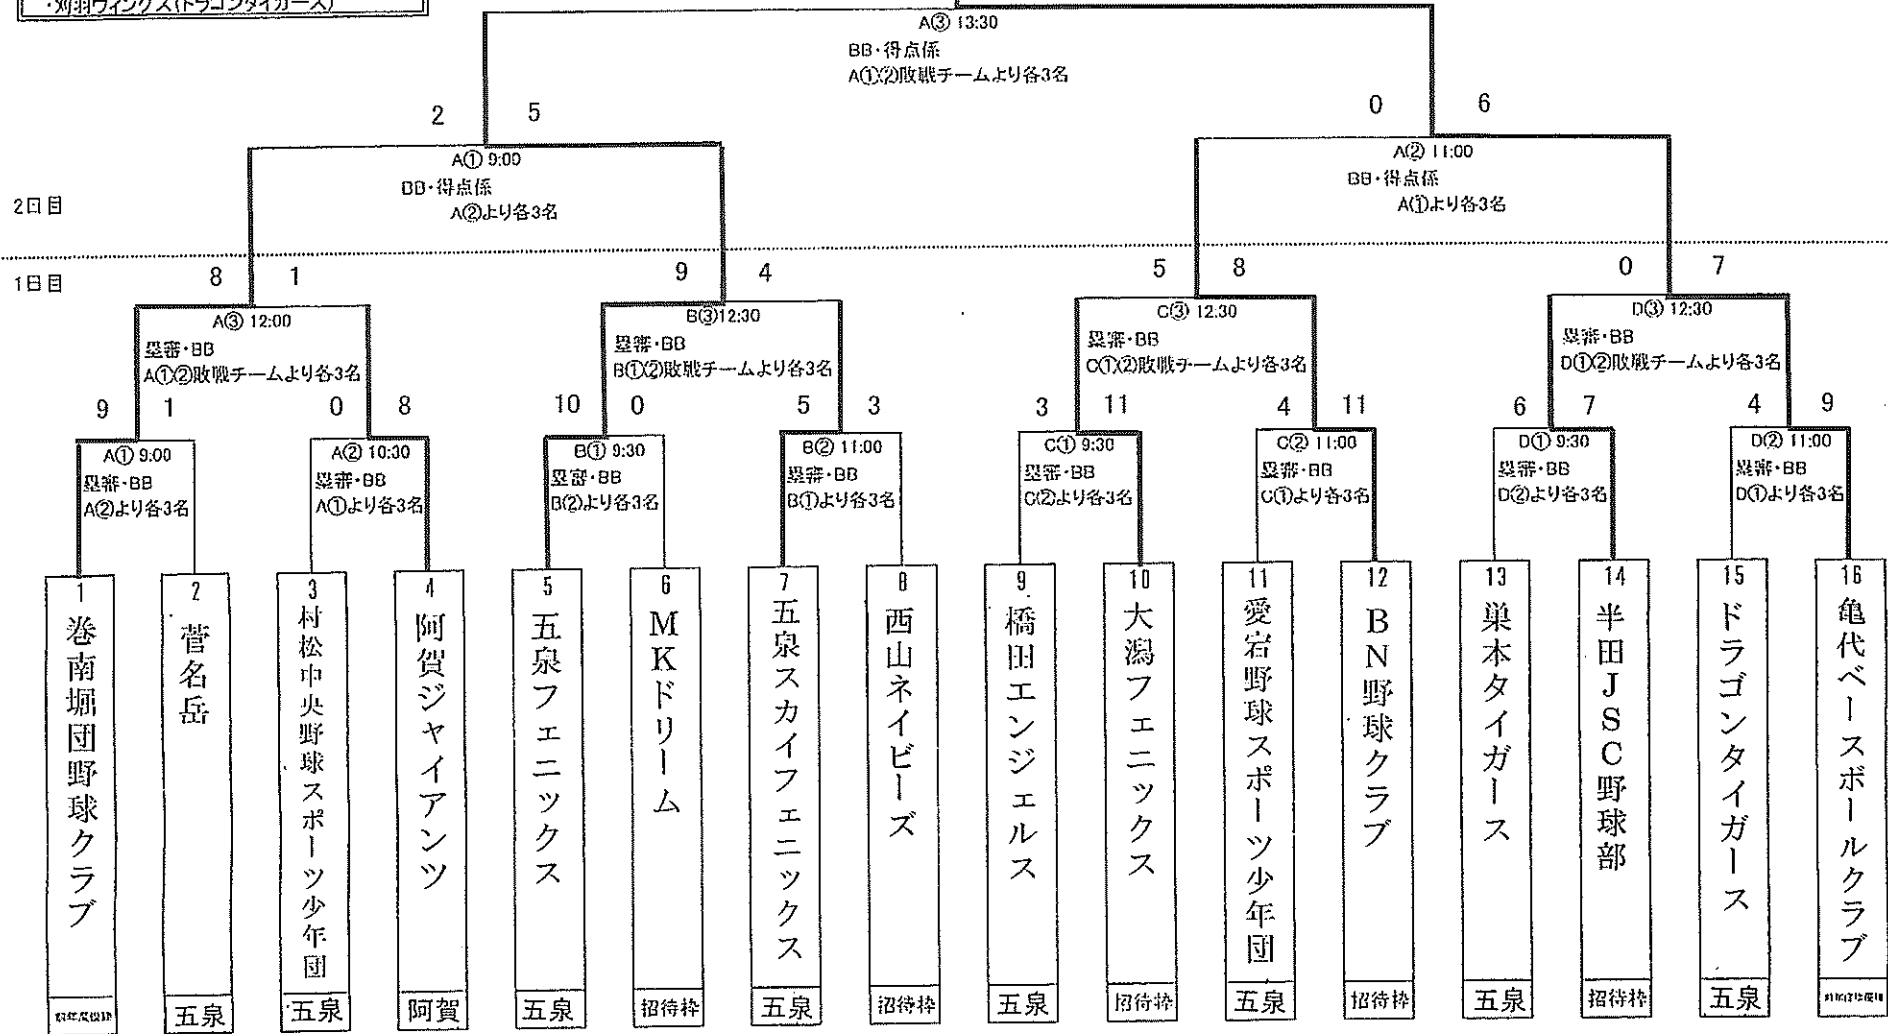 ・刈羽ウィングス(ドラゴンタイガース)
A③ 13:30
BB・得点係
A①②敗戦チームより各3名
2 5
0 6
A① 9:00
BB・得点係
A②より各3名
A② 11:00
BB・得点係
A①より各3名
2日目
1日目
8 1
9 4
5 8
0 7
A③ 12:00
塁審・BB
A①②敗戦チームより各3名
B③12:30
塁審・BB
B①②敗戦チームより各3名
C③ 12:30
塁審・BB
C①②敗戦チームより各3名
D③ 12:30
塁審・BB
D①②敗戦チームより各3名
9 1
0 8
10 0
5 3
3 11
4 11
6 7
4 9
A① 9:00
塁審・BB
A②より各3名
A② 10:30
塁審・BB
A①より各3名
B① 9:30
塁審・BB
B②より各3名
B② 11:00
塁審・BB
B①より各3名
C① 9:30
塁審・BB
C②より各3名
C② 11:00
塁審・BB
C①より各3名
D① 9:30
塁審・BB
D②より各3名
D② 11:00
塁審・BB
D①より各3名
1
巻南堀団野球クラブ
2
菅名岳
五泉
3
村松中央野球スポーツ少年団
五泉
4
阿賀ジャイアンツ
阿賀
5
五泉フェニックス
五泉
6
MKドリーム
招待枠
7
五泉スカイフェニックス
五泉
8
西山ネイビーズ
招待枠
9
橋田エンジェルス
五泉
10
大潟フェニックス
招待枠
11
愛宕野球スポーツ少年団
五泉
12
BN野球クラブ
招待枠
13
巣本タイガース
五泉
14
半田JSC野球部
招待枠
15
ドラゴンタイガース
五泉
16
亀代ベースボールクラブ